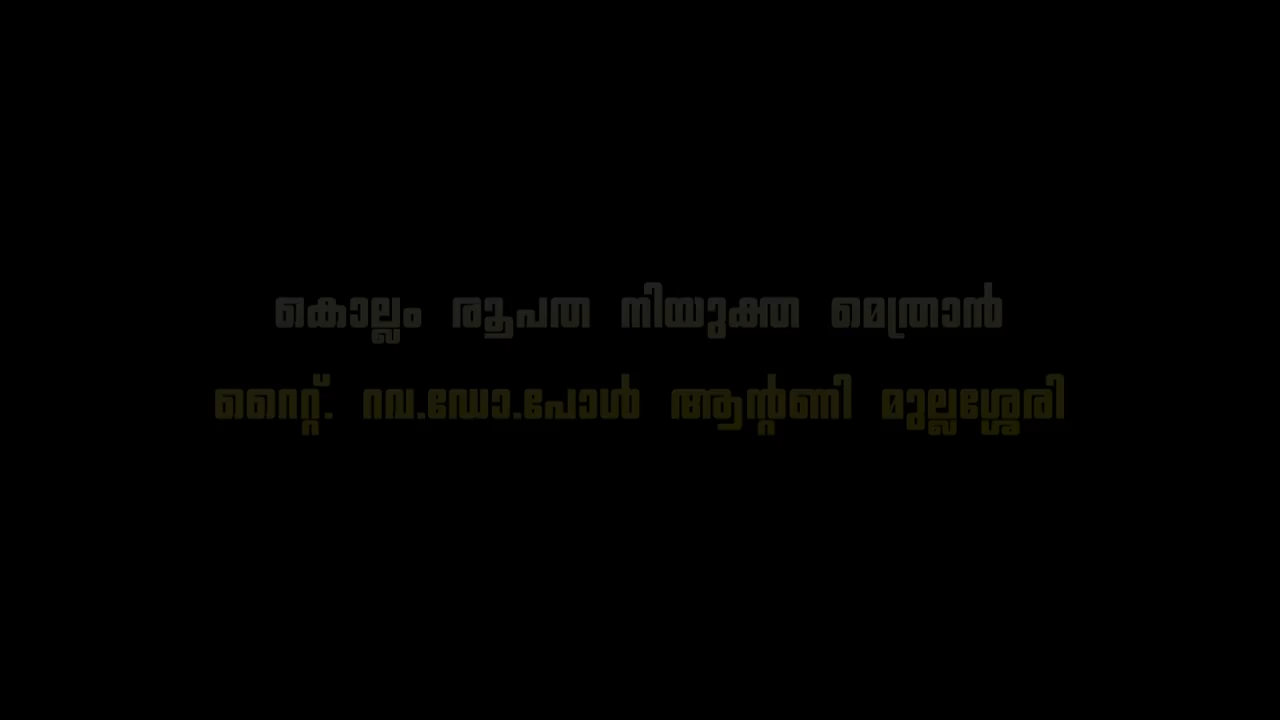 കൊല്ലം രൂപത നിയുക്ത മെത്രാൻ
റൈറ്റ്. റവ.ഡോ.പോൾ ആന്റണി മുല്ലശ്ശേരി